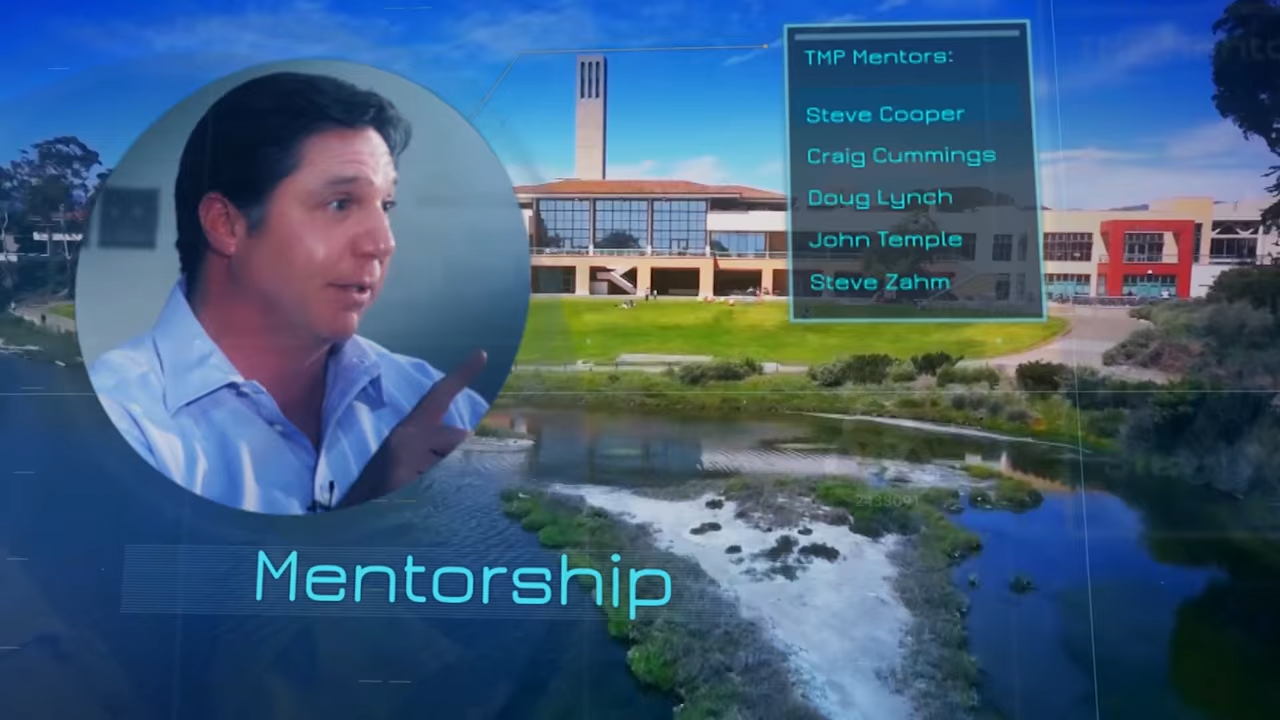 TMP Mentors:
Steve Cooper
Craig Cummings
Doug Lynch
John Temple
Steve Zahm
Mentorship